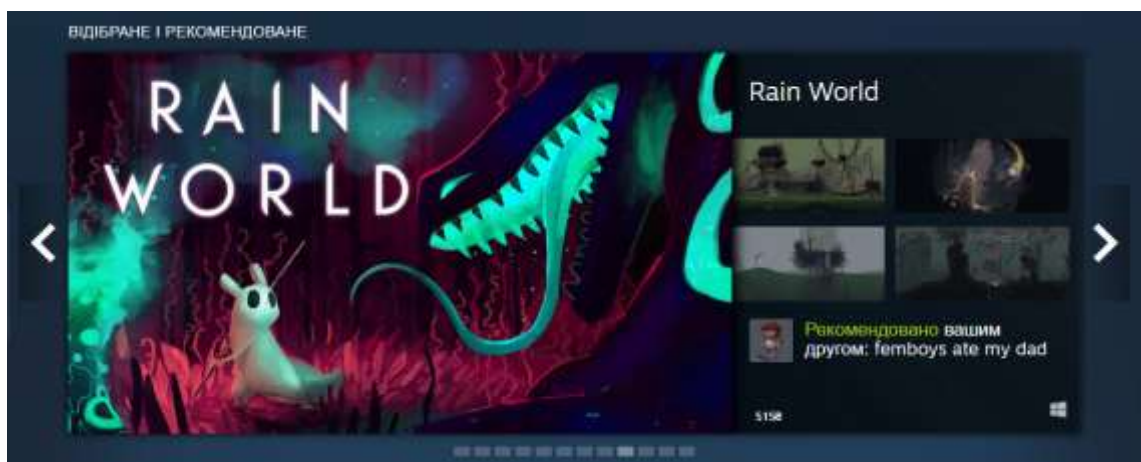 ВІДІБРАНЕ І РЕКОМЕНДОВАНЕ
RAIN
WORLD
Rain World
Рекомендовано вашим
другом: femboys ate my dad
515₴